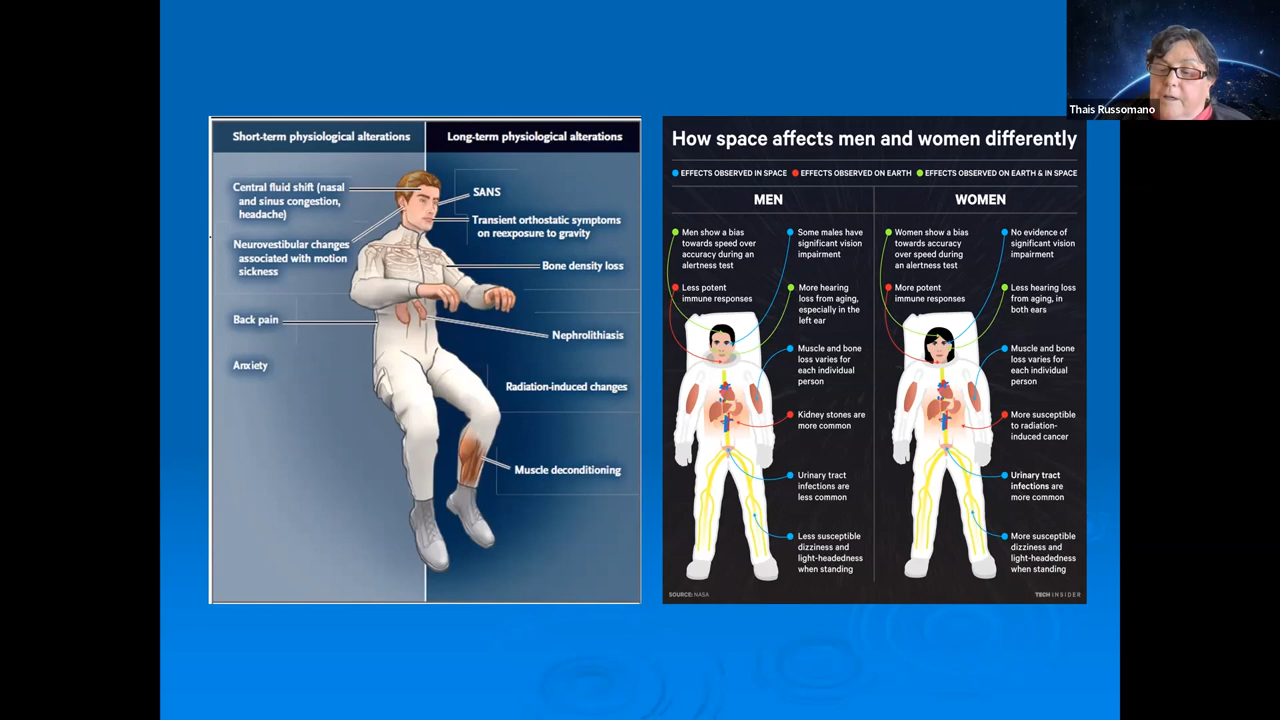 Thais Russomano
Short-term physiological alterations
Long-term physiological alterations
Central fluid shift (nasal
and sinus congestion,
headache)
Neurovestibular changes
associated with motion
sickness
Back pain
Anxiety
SANS
Transient orthostatic symptoms
on reexposure to gravity
Bone density loss
Nephrolithiasis
Radiation-induced changes
Muscle deconditioning
How space affects men and women differently
EFFECTS OBSERVED IN SPACE
EFFECTS OBSERVED ON EARTH
EFFECTS OBSERVED ON EARTH & IN SPACE
MEN
Men show a bias
towards speed over
accuracy during an
alertness test
Less potent
immune responses
Some males have
significant vision
impairment
More hearing
loss from aging,
especially in the
left ear
Muscle and bone
loss varies for
each individual
person
Kidney stones are
more common
Urinary tract
infections are
less common
Less susceptible
dizziness and
light-headedness
when standing
WOMEN
Women show a bias
towards accuracy
over speed during
an alertness test
More potent
immune responses
No evidence of
significant vision
impairment
Less hearing loss
from aging, in
both ears
Muscle and bone
loss varies for
each individual
person
More susceptible
to radiation-
induced cancer
Urinary tract
infections are
more common
More susceptible
dizziness and
light-headedness
when standing
SOURCE: NASA
TECH INSIDER